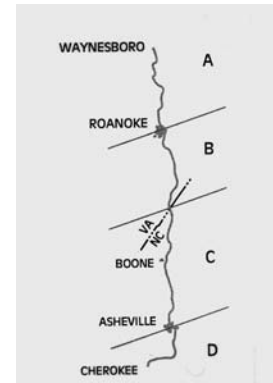 WAYNESBORO
A
ROANOKE
B
VA
NC
BOONE
C
ASHEVILLE
D
CHEROKEE